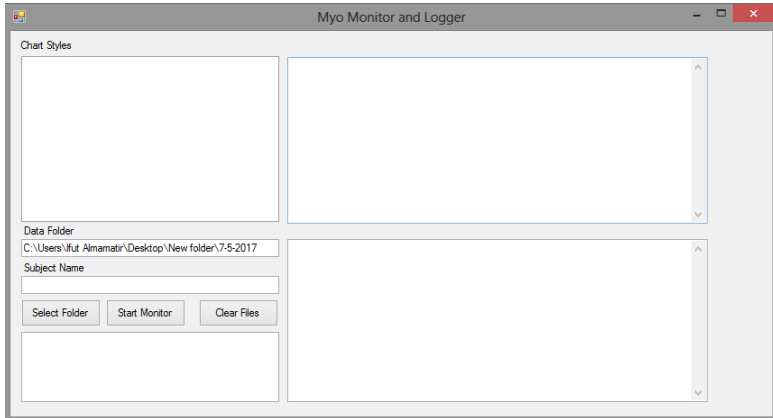 Myo Monitor and Logger
Chart Styles
Data Folder
C:\Users\Ifut Almamatir\Desktop\New folder\7-5-2017
Subject Name
Select Folder Start Monitor Clear Files